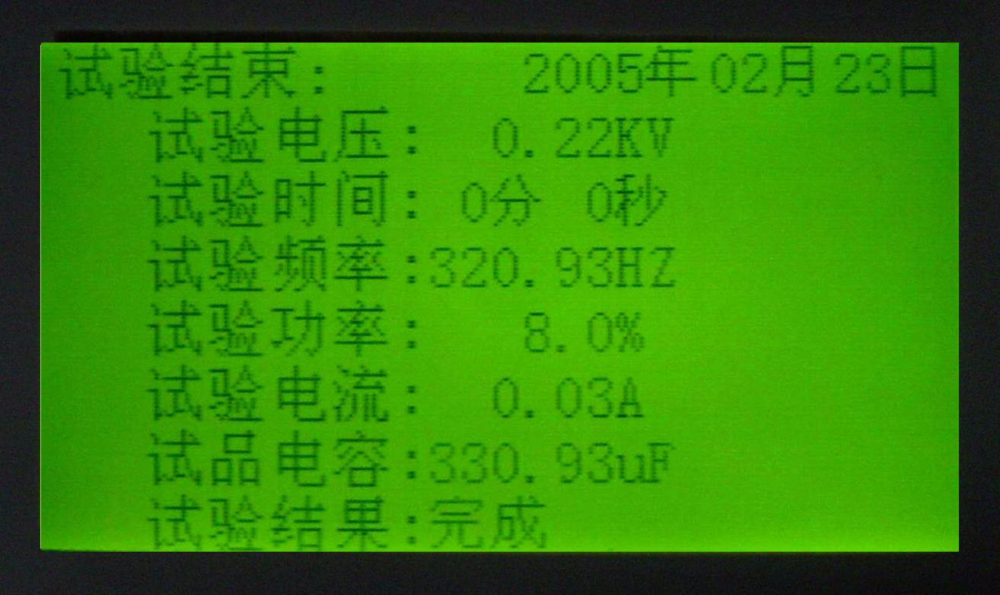 试验结束: 2005年02月23日
试验电压: 0.22KV
试验时间: 0分 0秒
试验频率:320.93HZ
试验功率: 8.0%
试验电流: 0.03A
试品电容:330.93uF
试验结果:完成